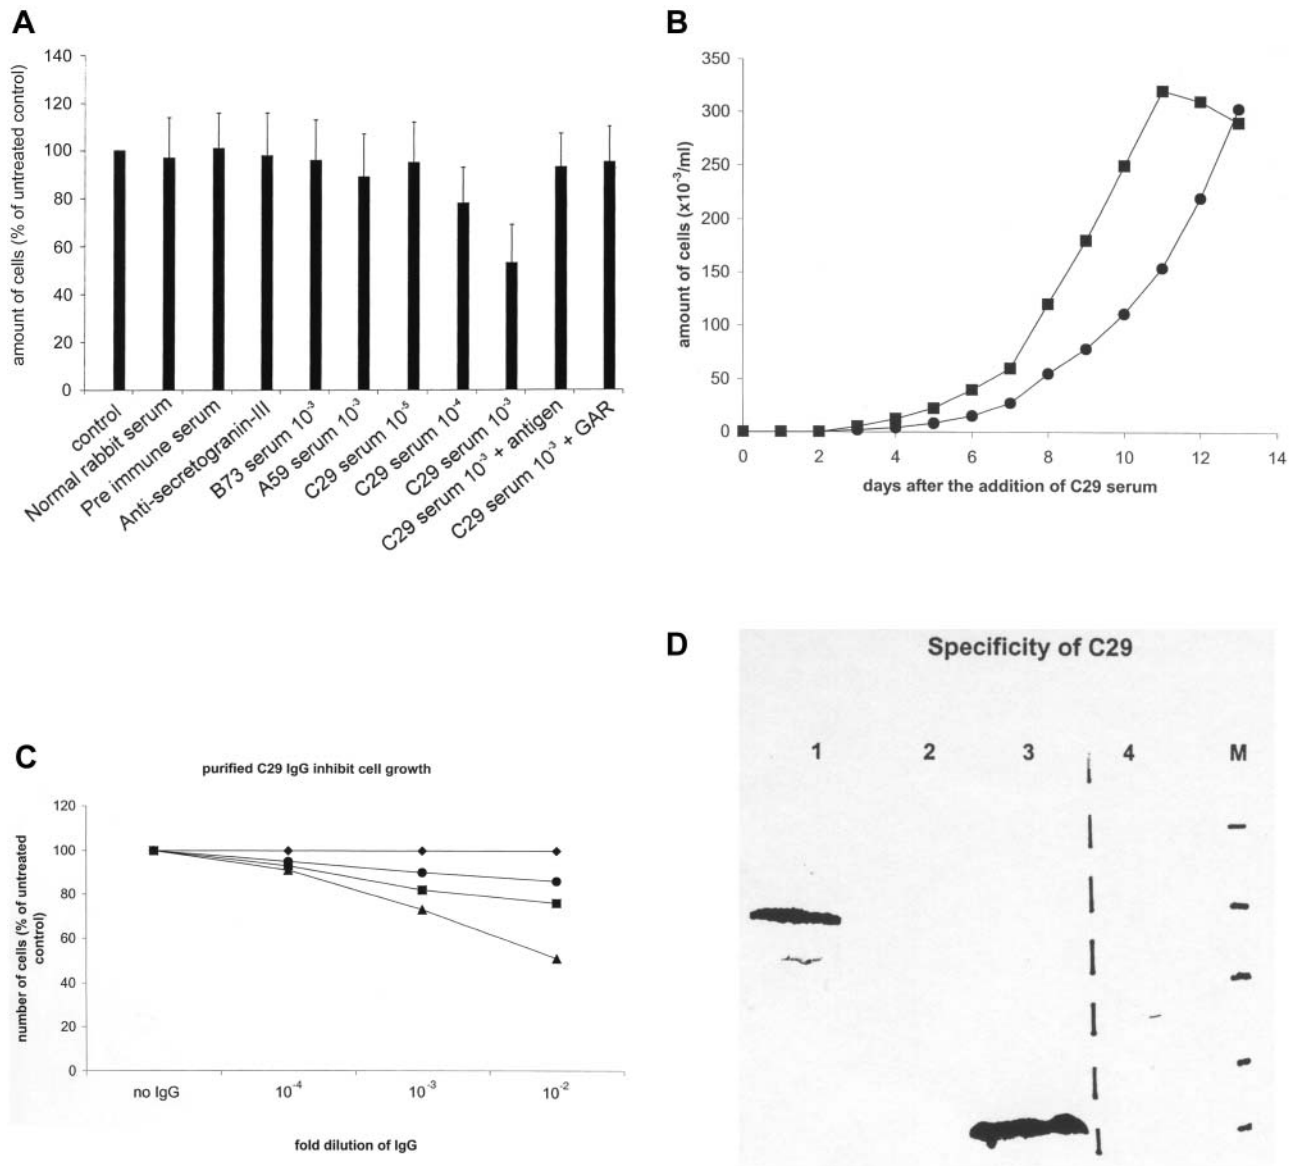 A
amount of cells (% of untreated control)
140
120
100
80
60
40
20
0
control
Normal rabbit serum
Pre immune serum
Anti-secretogranin-III
B73 serum 10⁻³
A59 serum 10⁻³
C29 serum 10⁻⁵
C29 serum 10⁻⁴
C29 serum 10⁻³
C29 serum 10⁻³ + antigen
C29 serum 10⁻³ + GAR
B
amount of cells (x10⁻³/ml)
350
300
250
200
150
100
50
0
0 2 4 6 8 10 12 14
days after the addition of C29 serum
C
purified C29 IgG inhibit cell growth
number of cells (% of untreated
control)
120
100
80
60
40
20
0
no IgG 10⁻⁴ 10⁻³ 10⁻²
fold dilution of IgG
D
Specificity of C29
1 2 3 4 M